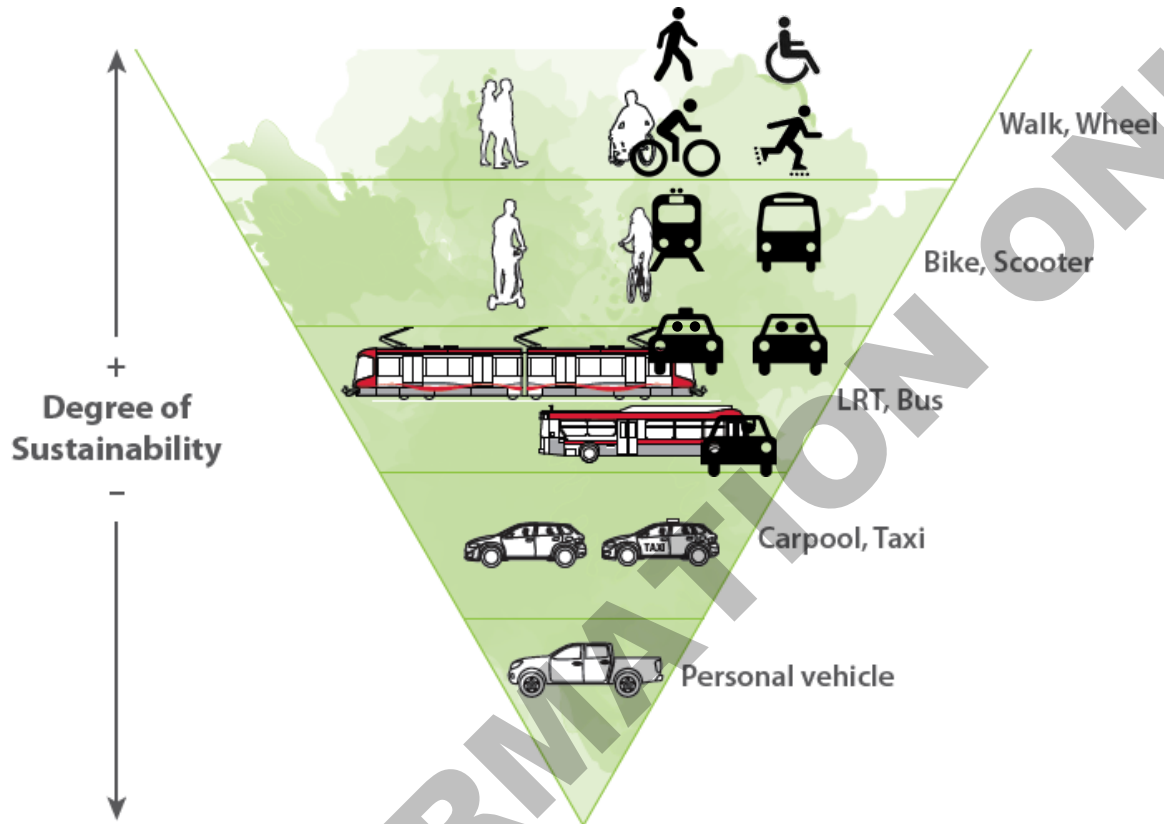 Walk, Wheel
Bike, Scooter
+
Degree of
Sustainability
–
LRT, Bus
Carpool, Taxi
TAXI
Personal vehicle
RMATION ON